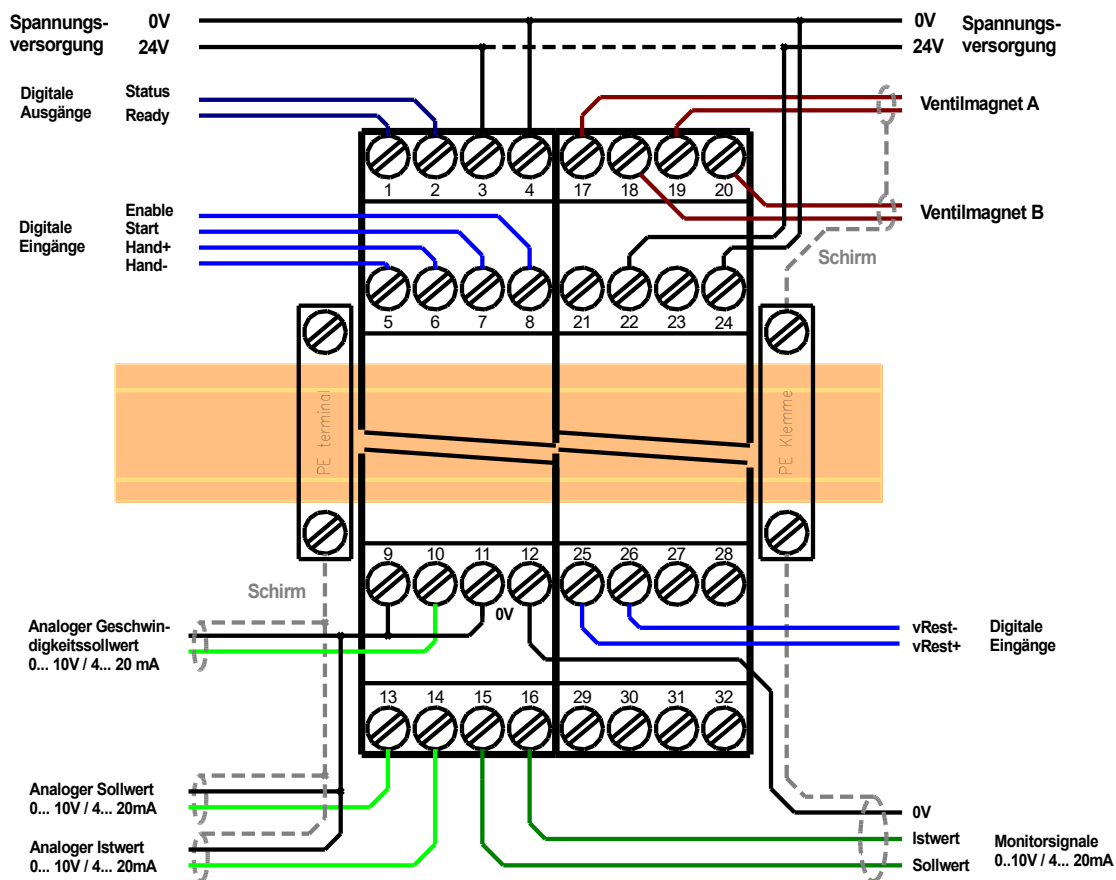 Spannungs-
versorgung
0V
24V
0V
24V
Spannungs-
versorgung
Digitale
Ausgänge
Status
Ready
Ventilmagnet A
1 2 3 4 17 18 19 20
Digitale
Eingänge
Enable
Start
Hand+
Hand-
Ventilmagnet B
Schirm
5 6 7 8 21 22 23 24
PE terminal
PE Klemme
9 10 11 12 25 26 27 28
Schirm
0V
Analoger Geschwin-
digkeitssollwert
0... 10V / 4... 20 mA
vRest-
vRest+
Digitale
Eingänge
13 14 15 16 29 30 31 32
Analoger Sollwert
0... 10V / 4... 20mA
Analoger Istwert
0... 10V / 4... 20mA
0V
Istwert
Sollwert
Monitorsignale
0..10V / 4... 20mA